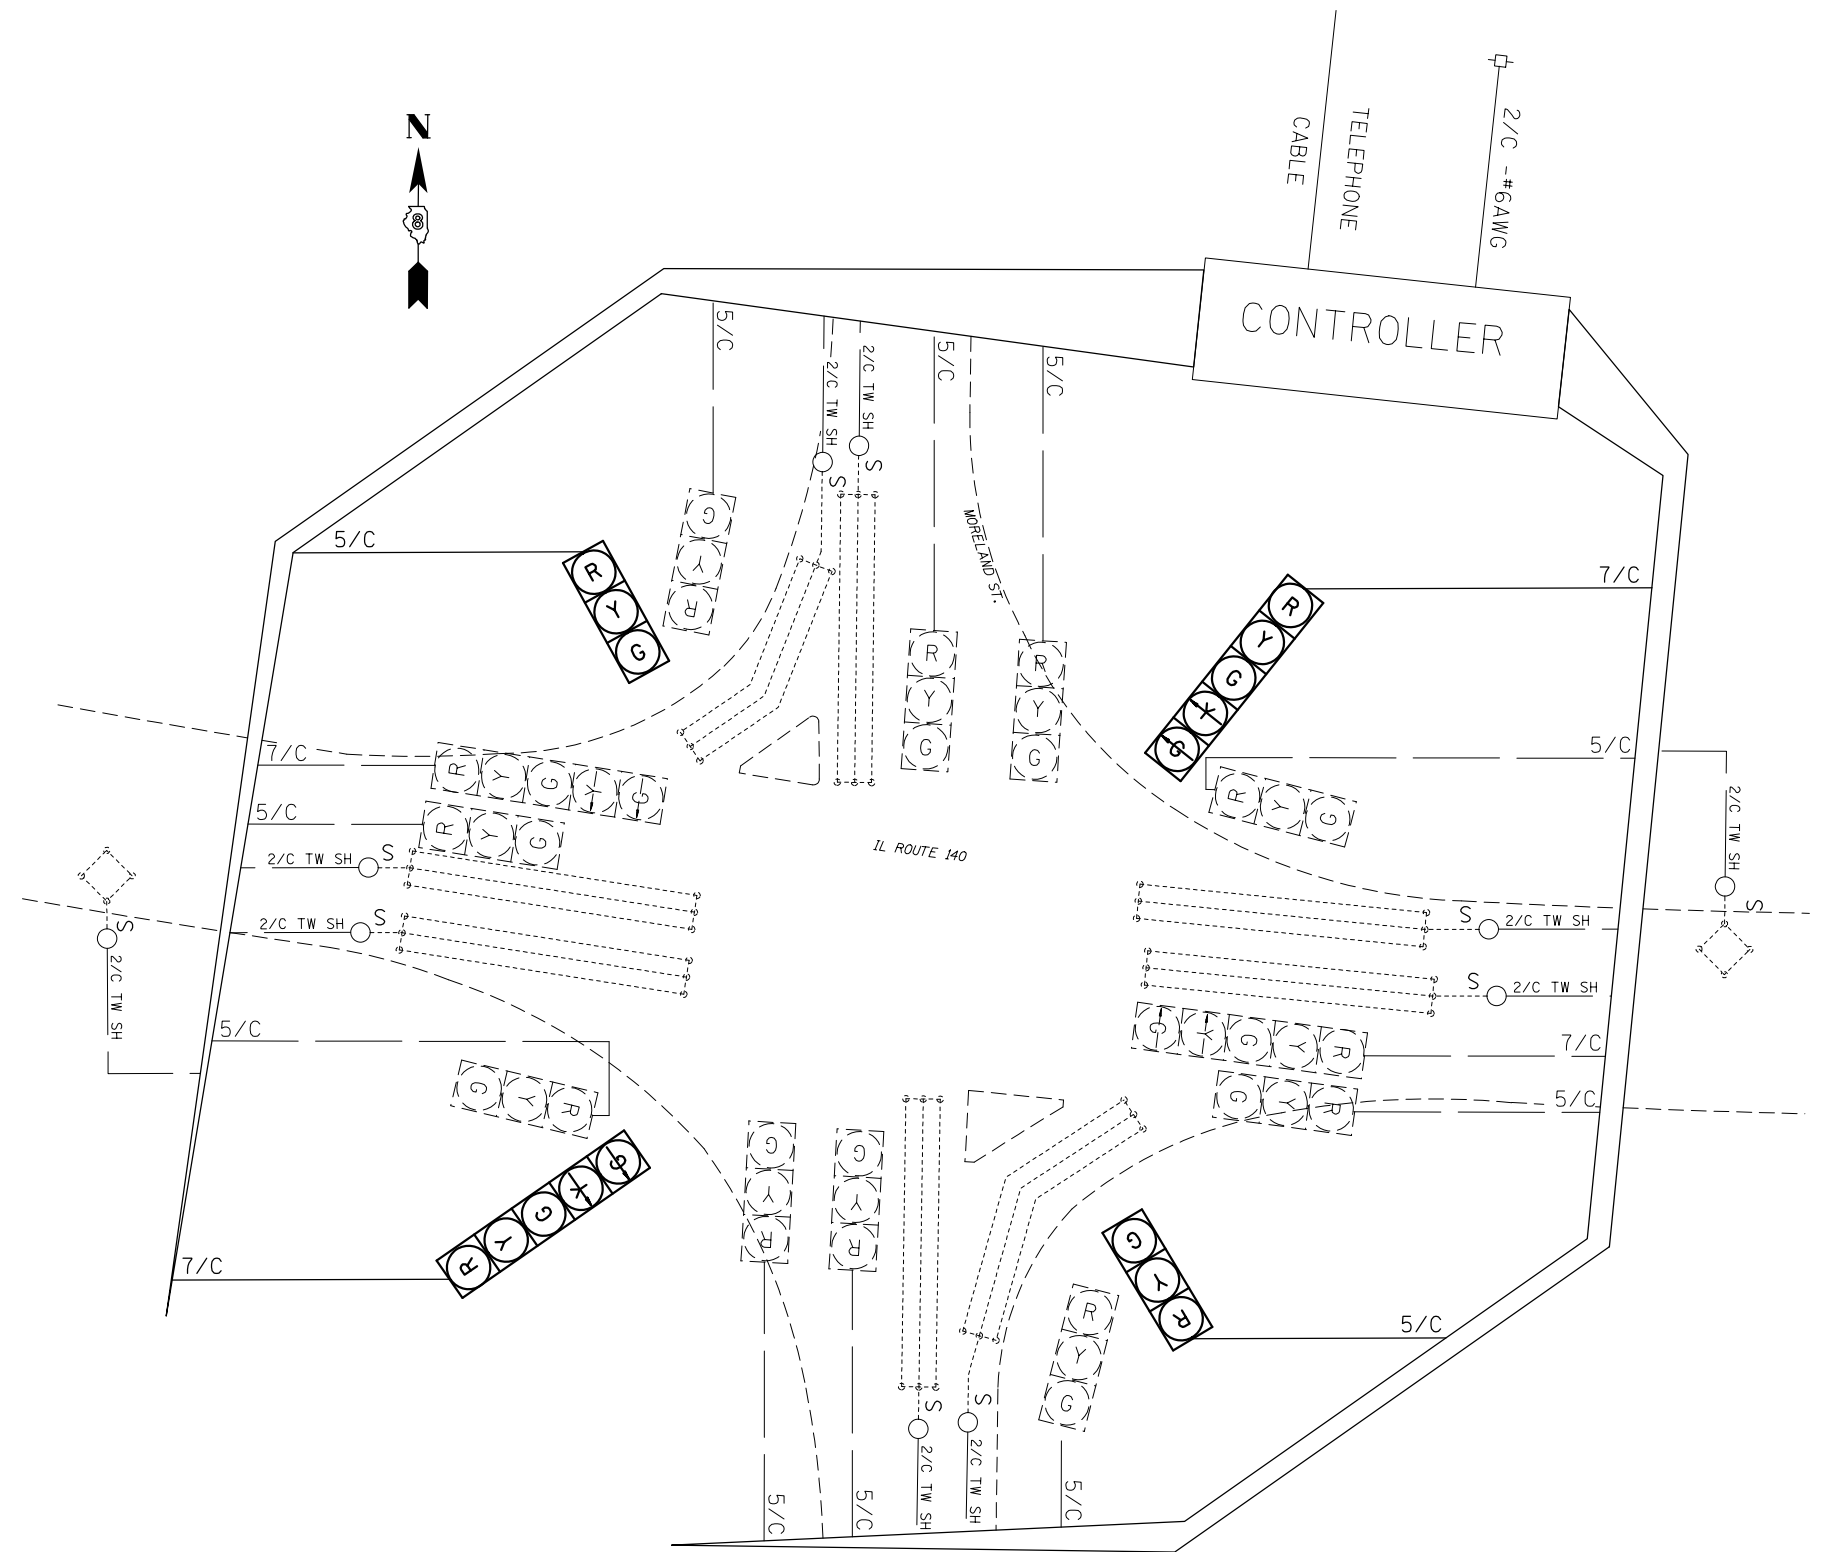 N
8
CABLE
TELEPHONE
2/C -#6AWG
CONTROLLER
5/C
2/C TW SH
2/C TW SH
5/C
5/C
S
S
G
Y
R
5/C
R
Y
G
MORELAND ST.
R
Y
G
R
Y
G
7/C
R
Y
G
Y
G
7/C
R Y G Y G
5/C
R Y G
5/C
R Y G
2/C TW SH
S
IL ROUTE 140
2/C TW SH S
2/C TW SH S
S
2/C TW SH
S 2/C TW SH
S 2/C TW SH
G Y G Y R
7/C
G Y R
5/C
5/C
G Y R
7/C
R Y G Y G
G
Y
R
G
Y
R
G
Y
R
5/C
R
Y
G
S
S
5/C
5/C
2/C TW SH
2/C TW SH
5/C